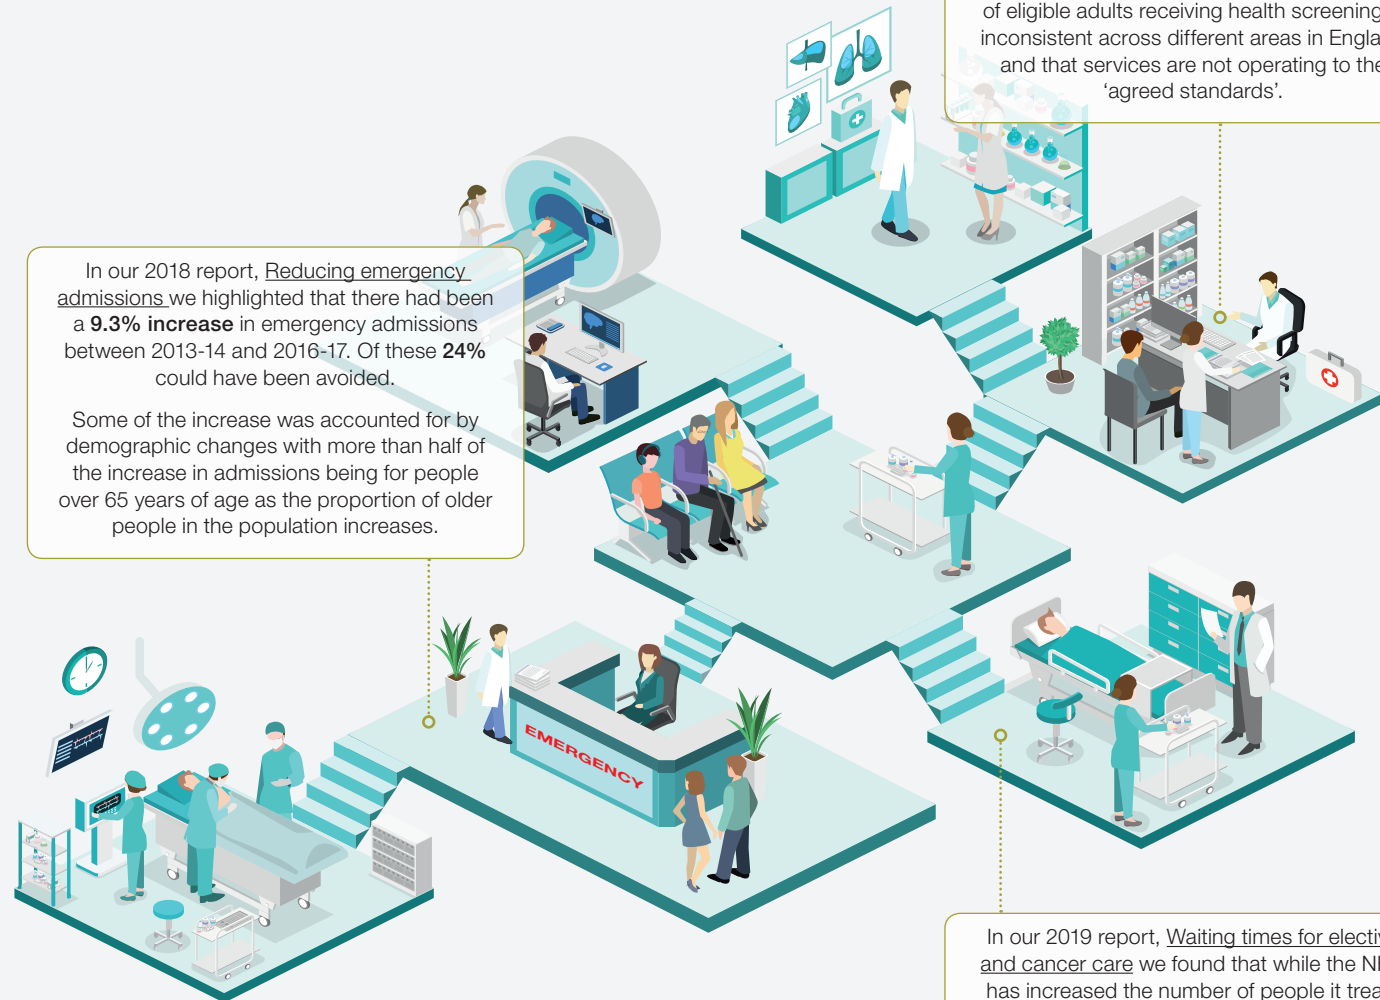 of eligible adults receiving health screening
inconsistent across different areas in
and that services are not operating to
‘agreed standards’.
In our 2018 report, Reducing emergency
admissions we highlighted that there had been
a 9.3% increase in emergency admissions
between 2013-14 and 2016-17. Of these 24%
could have been avoided.
Some of the increase was accounted for by
demographic changes with more than half of
the increase in admissions being for people
over 65 years of age as the proportion of older
people in the population increases.
EMERGENCY
In our 2019 report, Waiting times for
and cancer care we found that while the
has increased the number of people it